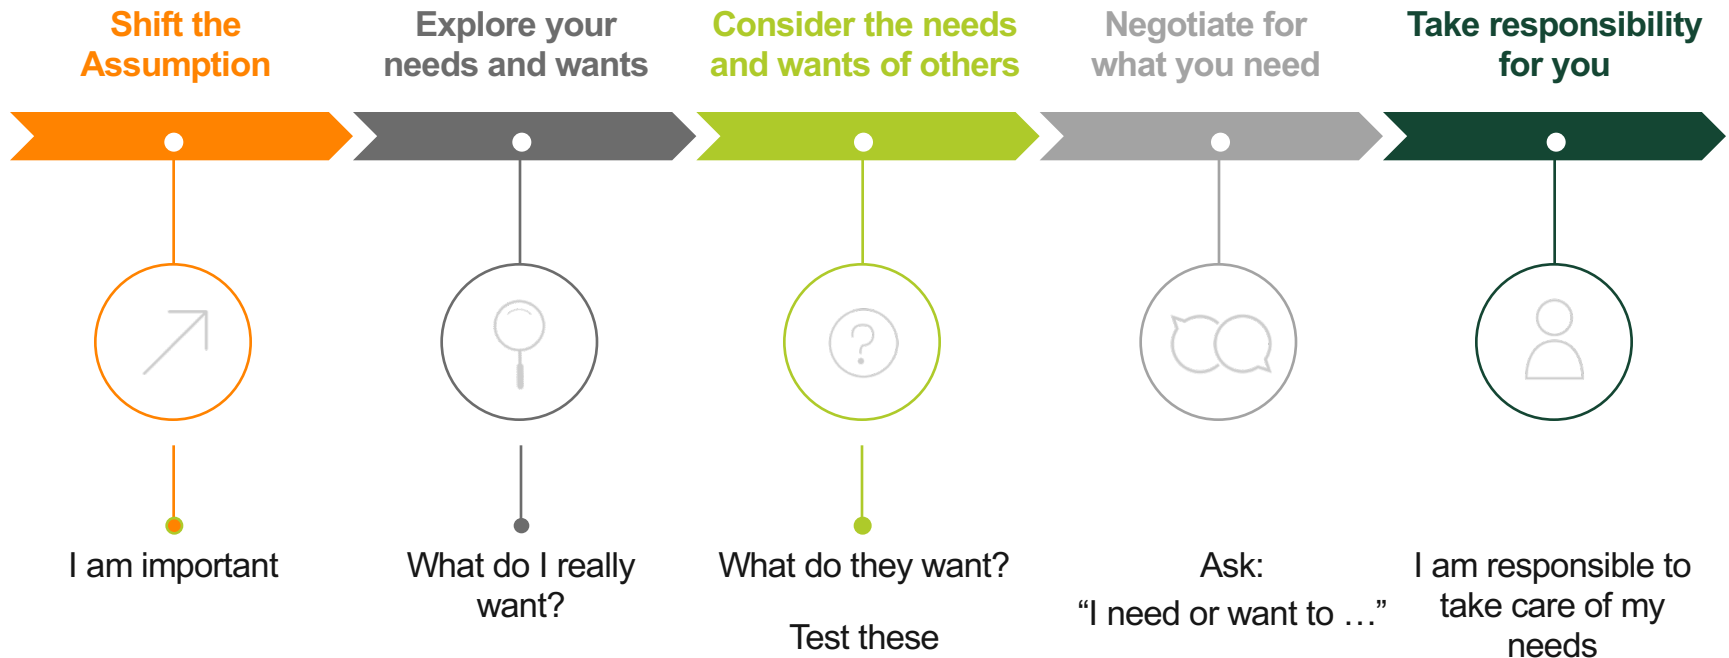 Shift the
Assumption
Explore your
needs and wants
Consider the needs
and wants of others
Negotiate for
what you need
Take responsibility
for you
?
I am important
What do I really
want?
What do they want?
Test these
Ask:
“I need or want to …”
I am responsible to
take care of my
needs